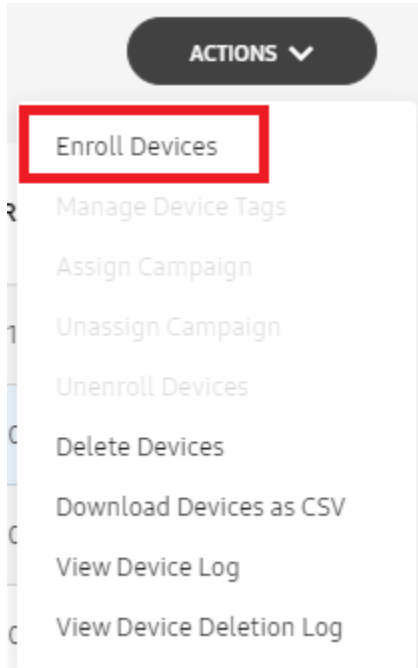 ACTIONS
Enroll Devices
Manage Device Tags
Assign Campaign
Unassign Campaign
Unenroll Devices
Delete Devices
Download Devices as CSV
View Device Log
View Device Deletion Log